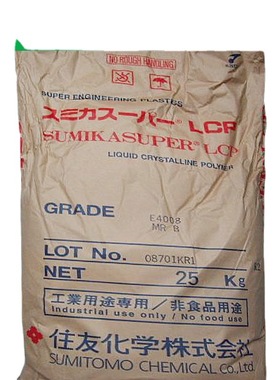 NO ROUGH HANDLING
SUPER ENGINEERING PLASTICS
スミカスーパー® LCP
SUMIKASUPER® LCP
LIQUID CRYSTALLINE POLYMER
GRADE E4008
MR B
LOT No. 08701KR1
NET 25 Kg
工業用途専用/非食品用途
Industrial use only / No food use
住友化学株式会社
SUMITOMO CHEMICAL Co., Ltd.